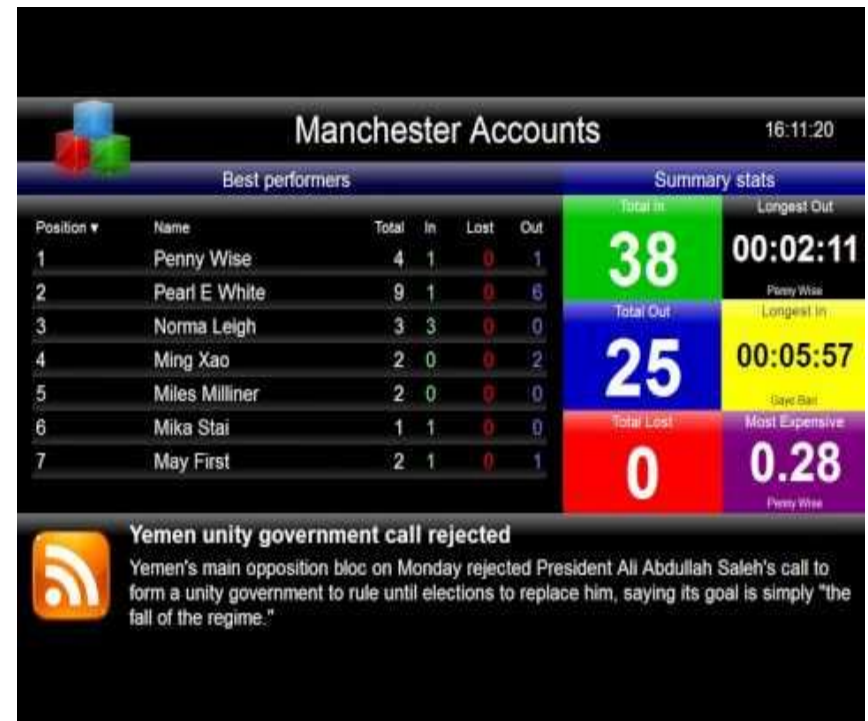 Manchester Accounts
16:11:20
Best performers
Summary stats
Position ▾ Name Total In Lost Out
1 Penny Wise 4 1 0 1
2 Pearl E White 9 1 0 6
3 Norma Leigh 3 3 0 0
4 Ming Xao 2 0 0 2
5 Miles Milliner 2 0 0 0
6 Mika Stai 1 1 0 0
7 May First 2 1 0 1
Total In
38
Longest Out
00:02:11
Penny Wise
Total Out
25
Longest In
00:05:57
Gaye Barr
Total Lost
0
Most Expensive
0.28
Penny Wise
Yemen unity government call rejected
Yemen's main opposition bloc on Monday rejected President Ali Abdullah Saleh's call to
form a unity government to rule until elections to replace him, saying its goal is simply "the
fall of the regime."